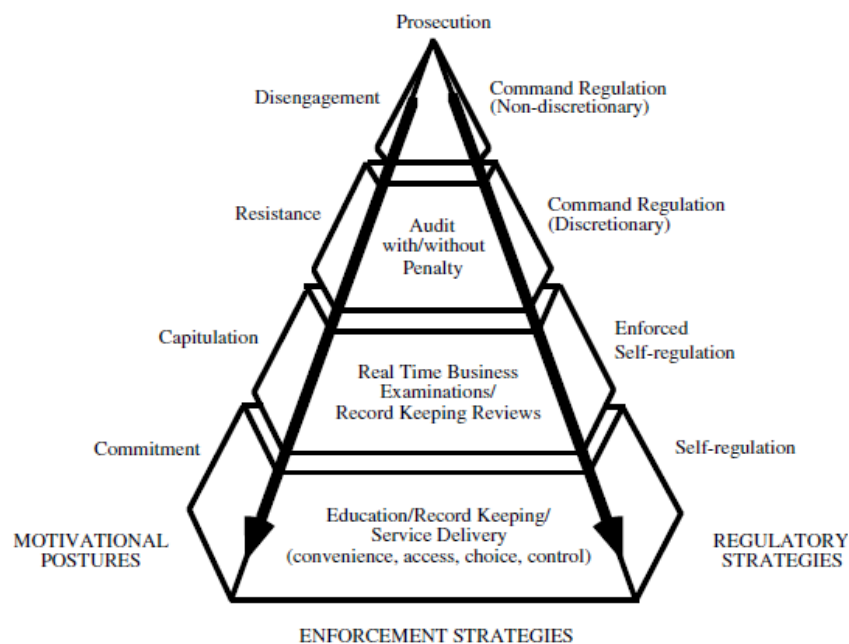 Prosecution
Disengagement
Command Regulation
(Non-discretionary)
Resistance
Audit
with/without
Penalty
Command Regulation
(Discretionary)
Capitulation
Real Time Business
Examinations/
Record Keeping Reviews
Enforced
Self-regulation
Commitment
Education/Record Keeping/
Service Delivery
(convenience, access, choice, control)
Self-regulation
MOTIVATIONAL
POSTURES
REGULATORY
STRATEGIES
ENFORCEMENT STRATEGIES